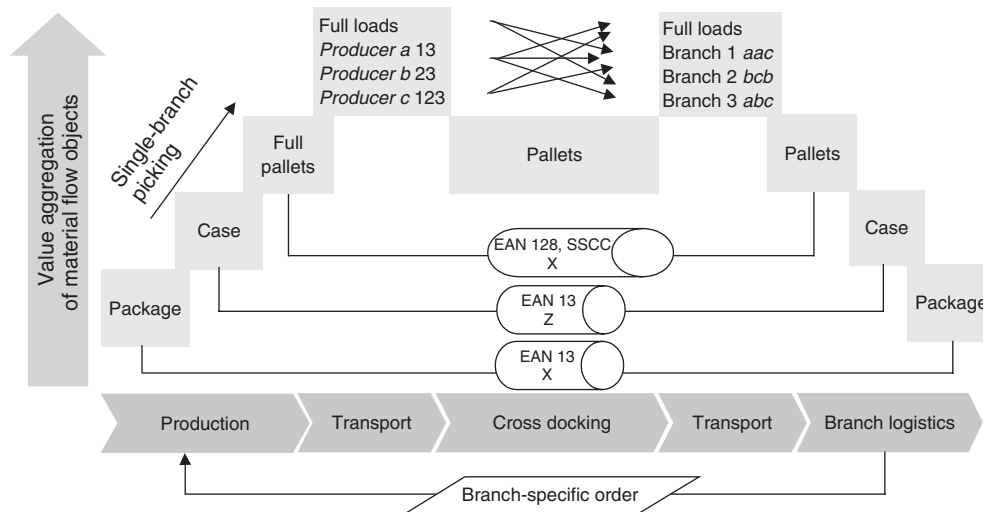 Value aggregation
of material flow objects
Single-branch
picking
Full loads
Producer a 13
Producer b 23
Producer c 123
Full loads
Branch 1 aac
Branch 2 bcb
Branch 3 abc
Full
pallets
Pallets
Pallets
Case
Case
EAN 128, SSCC
X
Package
Package
EAN 13
Z
EAN 13
X
Production
Transport
Cross docking
Transport
Branch logistics
Branch-specific order